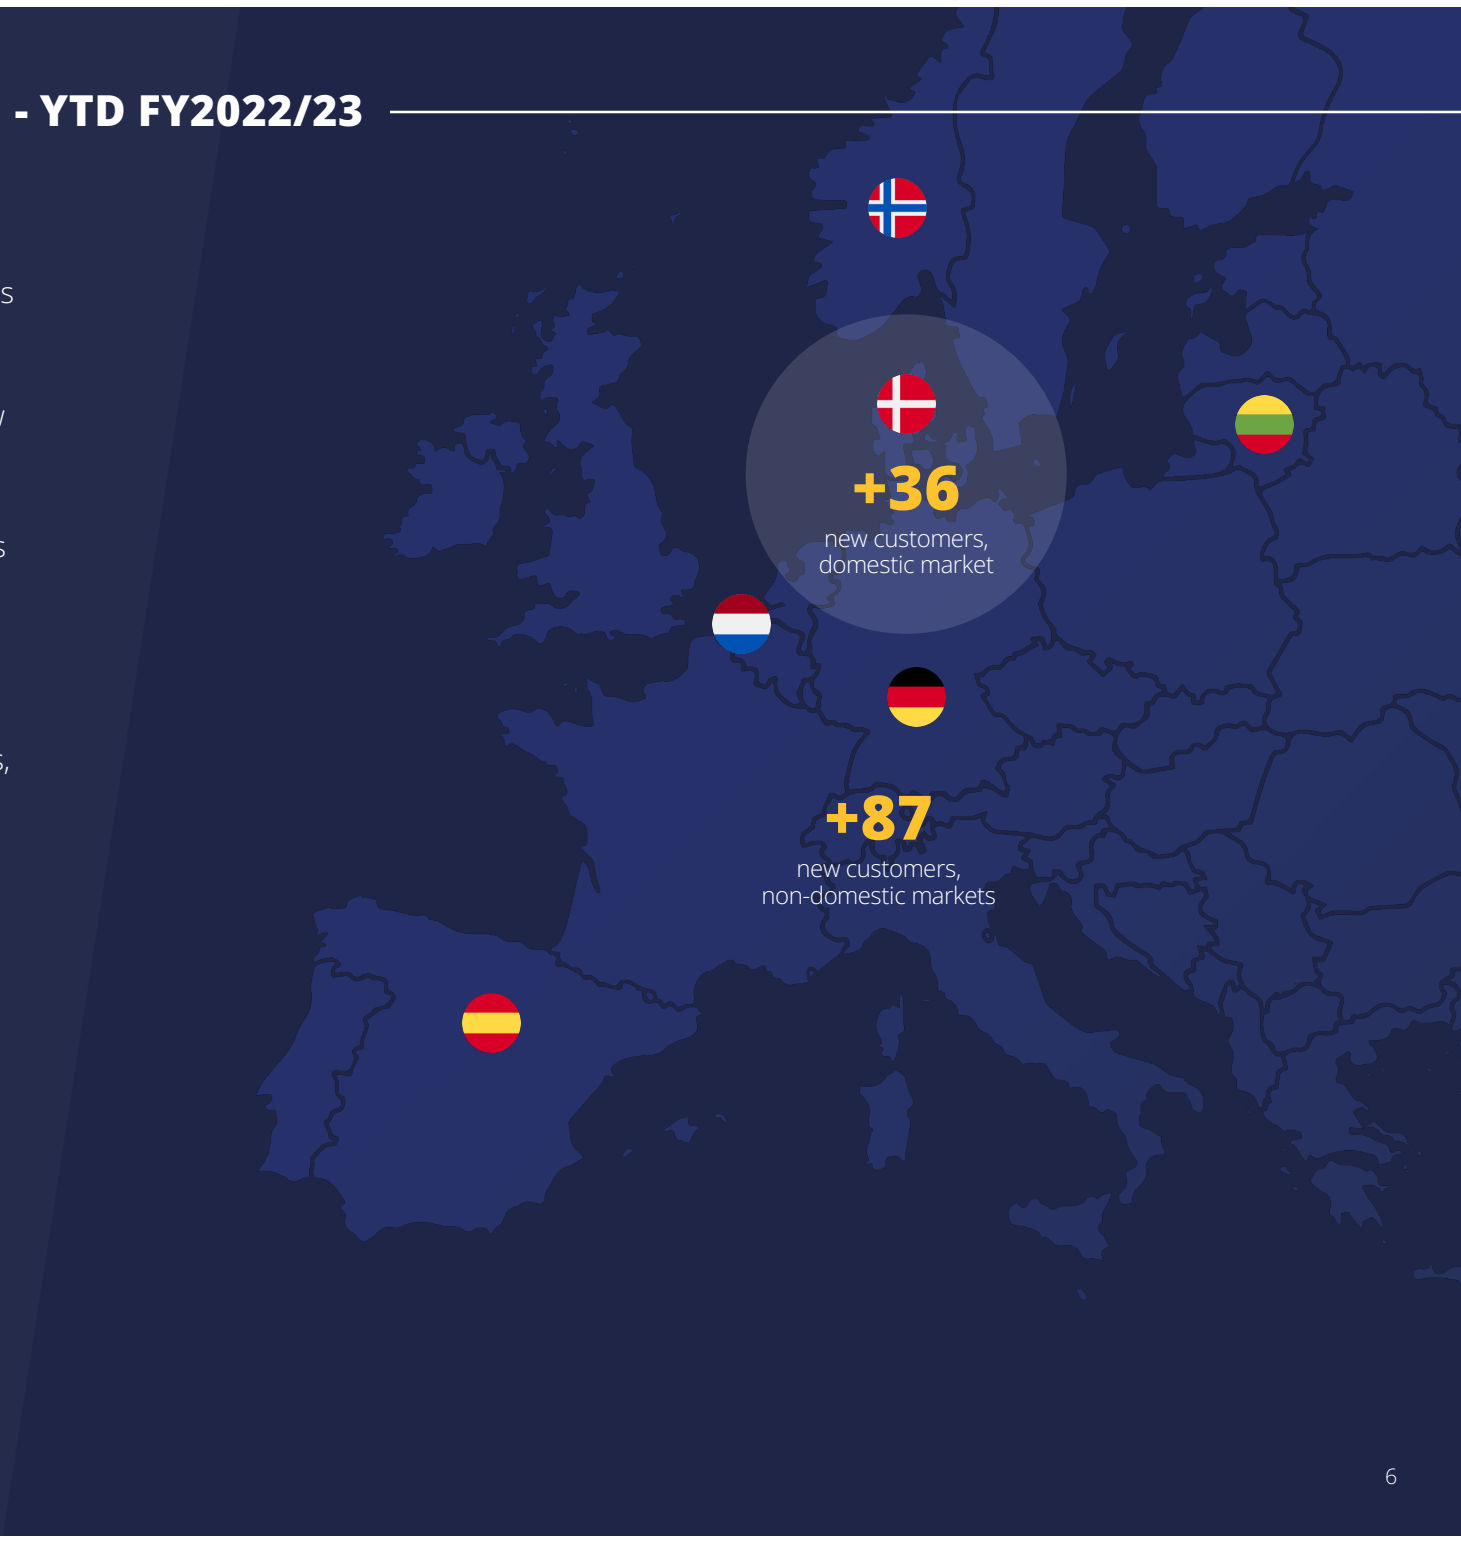 - YTD FY2022/23
s
s
s,
+36
new customers,
domestic market
+87
new customers,
non-domestic markets
6